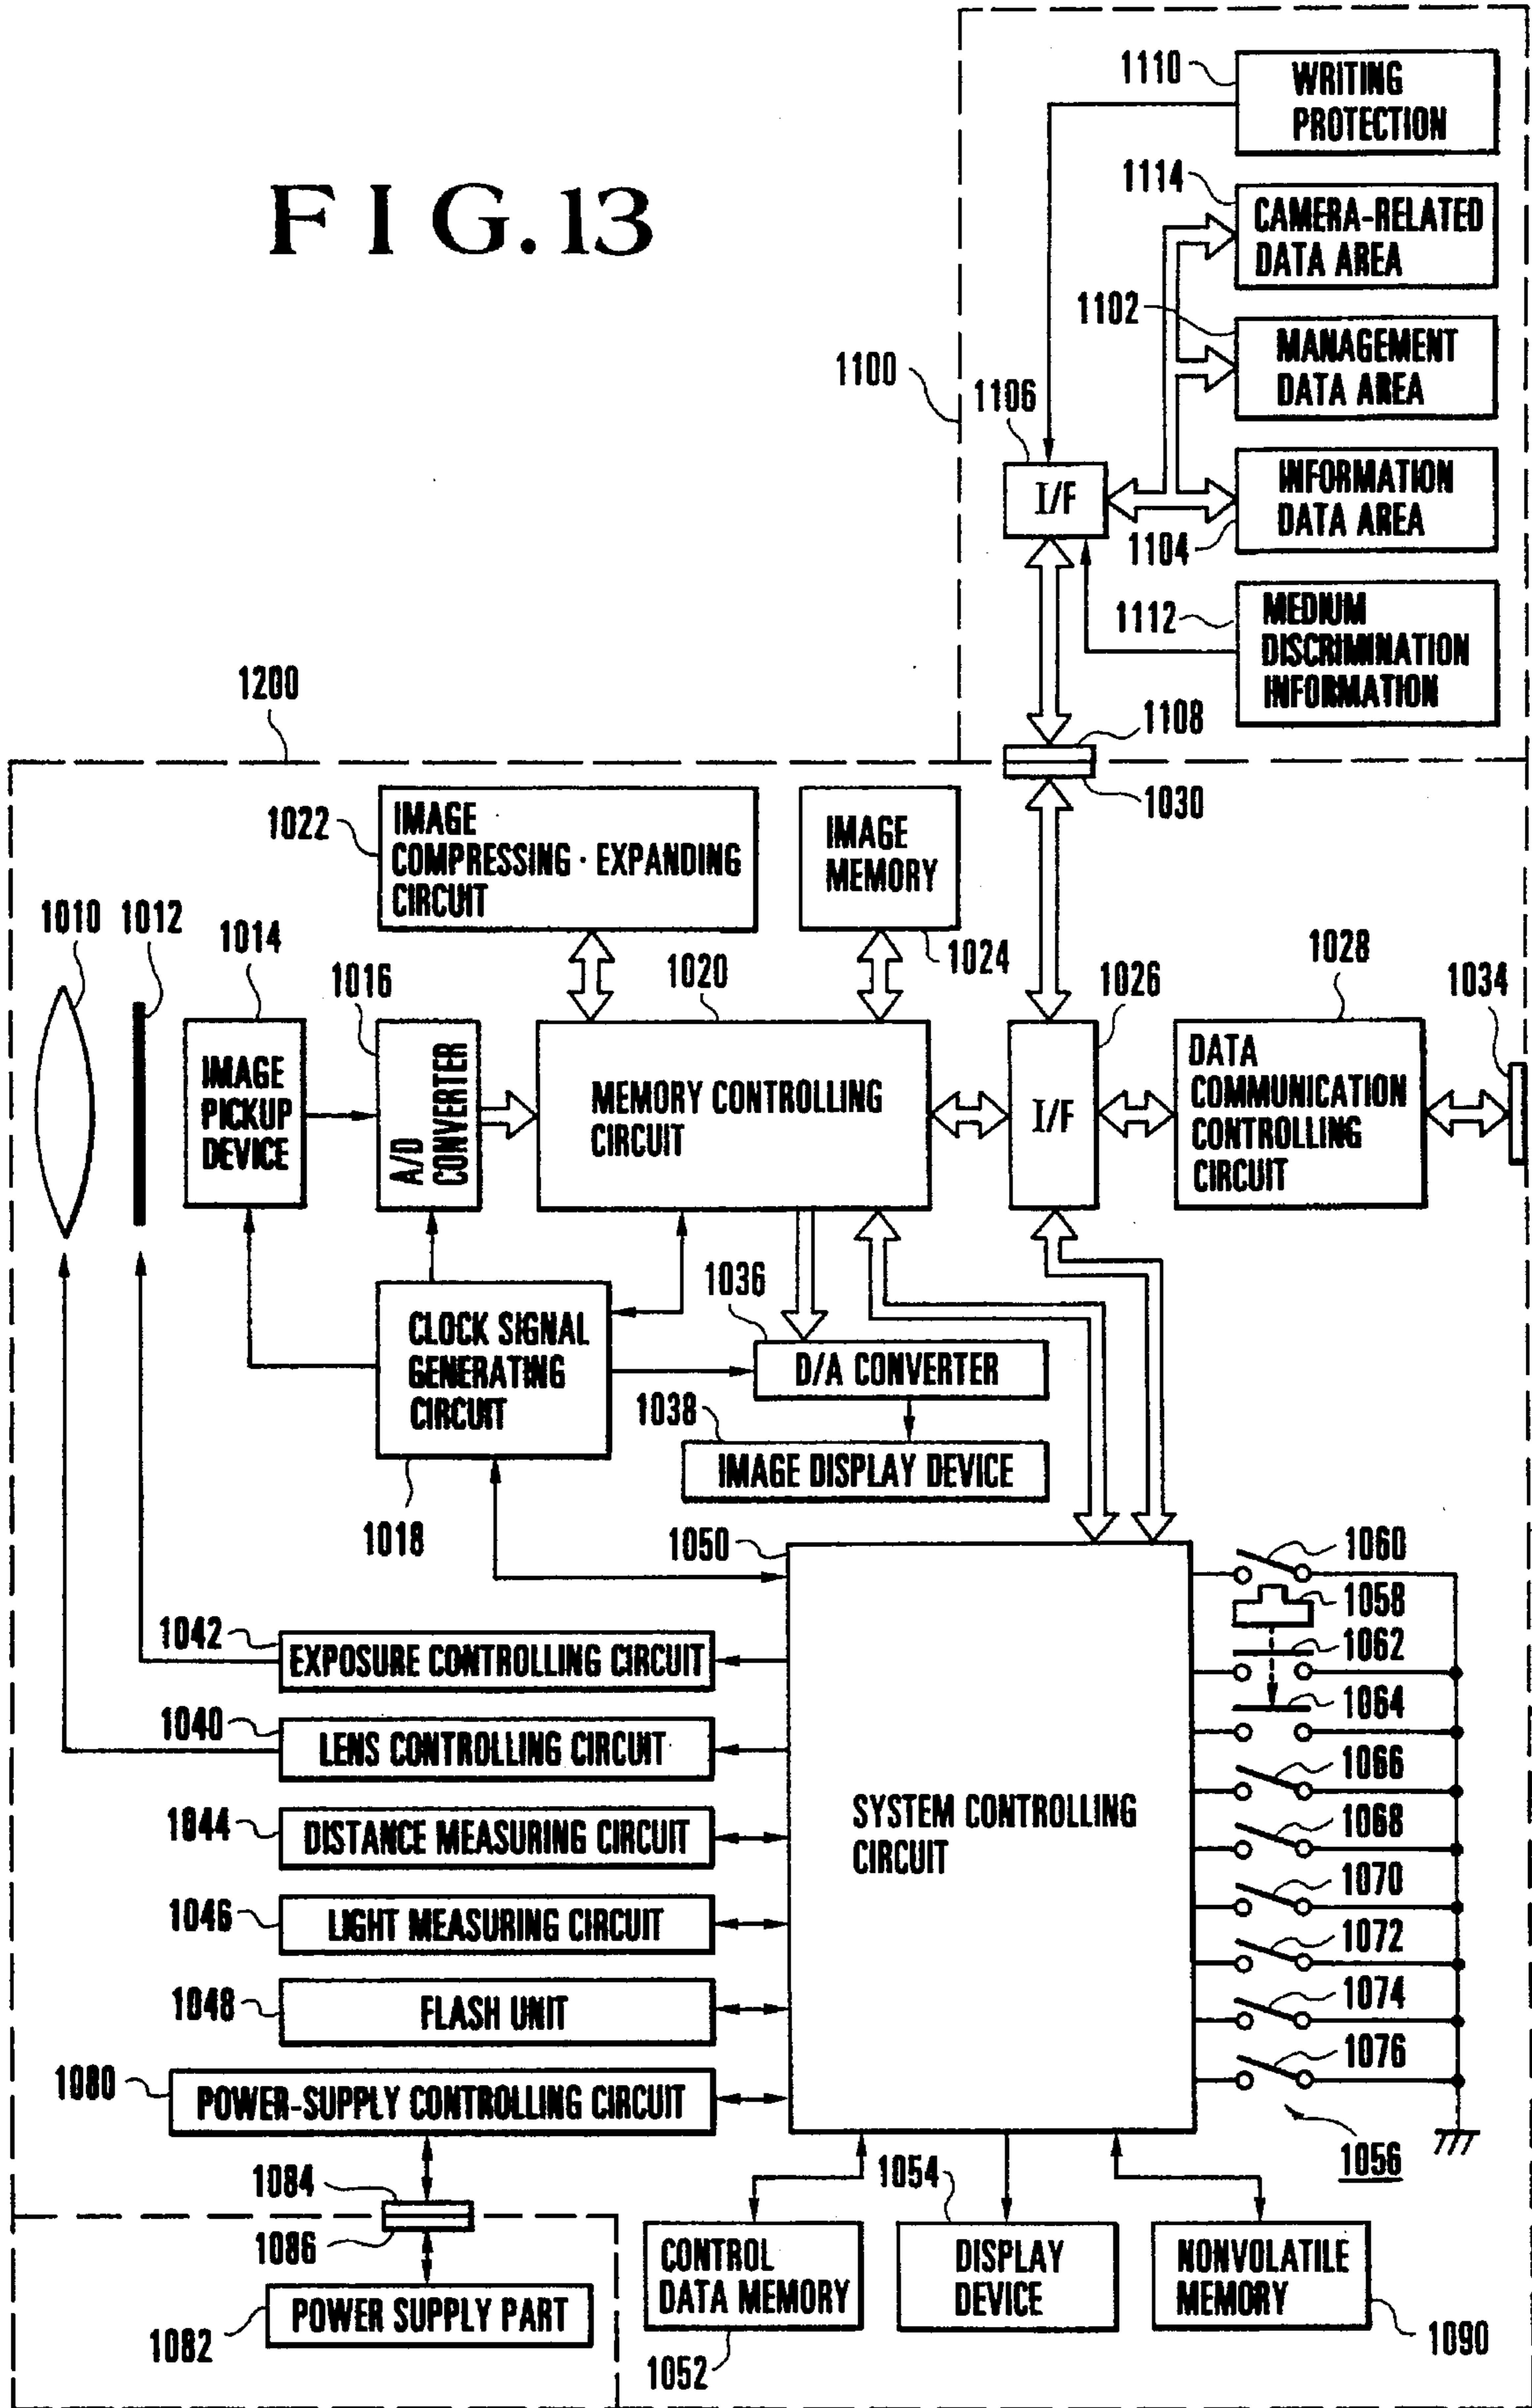 FIG.13
1110
WRITING
PROTECTION
1114
CAMERA-RELATED
DATA AREA
1102
MANAGEMENT
DATA AREA
1100
1106
I/F
INFORMATION
DATA AREA
1104
1112
MEDIUM
DISCRIMINATION
INFORMATION
1200
1108
1030
1022
IMAGE
COMPRESSING · EXPANDING
CIRCUIT
IMAGE
MEMORY
1024
1010
1012
1014
IMAGE
PICKUP
DEVICE
1016
A/D
CONVERTER
1020
MEMORY CONTROLLING
CIRCUIT
1026
I/F
1028
DATA
COMMUNICATION
CONTROLLING
CIRCUIT
1034
CLOCK SIGNAL
GENERATING
CIRCUIT
1018
1036
D/A CONVERTER
1038
IMAGE DISPLAY DEVICE
1050
SYSTEM CONTROLLING
CIRCUIT
1042
EXPOSURE CONTROLLING CIRCUIT
1040
LENS CONTROLLING CIRCUIT
1044
DISTANCE MEASURING CIRCUIT
1046
LIGHT MEASURING CIRCUIT
1048
FLASH UNIT
1080
POWER-SUPPLY CONTROLLING CIRCUIT
1084
1086
POWER SUPPLY PART
1082
1060
1058
1062
1064
1066
1068
1070
1072
1074
1076
1056
CONTROL
DATA MEMORY
1052
1054
DISPLAY
DEVICE
NONVOLATILE
MEMORY
1090